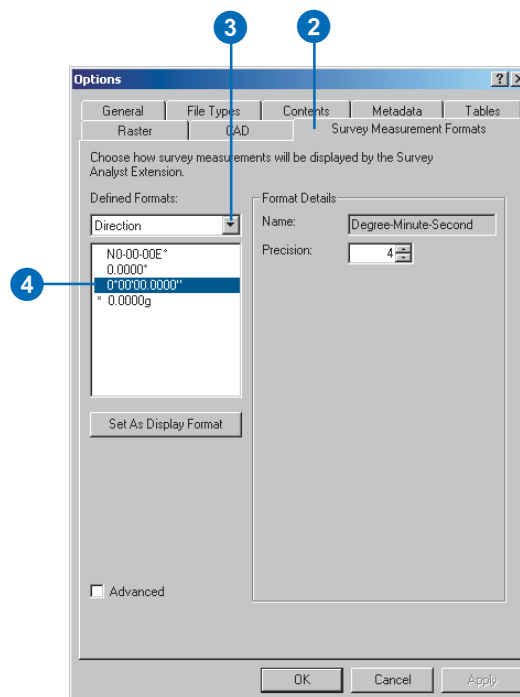 3 2
Options
General File Types Contents Metadata Tables
Raster CAD Survey Measurement Formats
Choose how survey measurements will be displayed by the Survey
Analyst Extension.
Defined Formats:
Direction
N0-00-00E°
0.0000°
4
0°00'00.0000''
* 0.0000g
Set As Display Format
Advanced
Format Details
Name: Degree-Minute-Second
Precision: 4
OK Cancel Apply